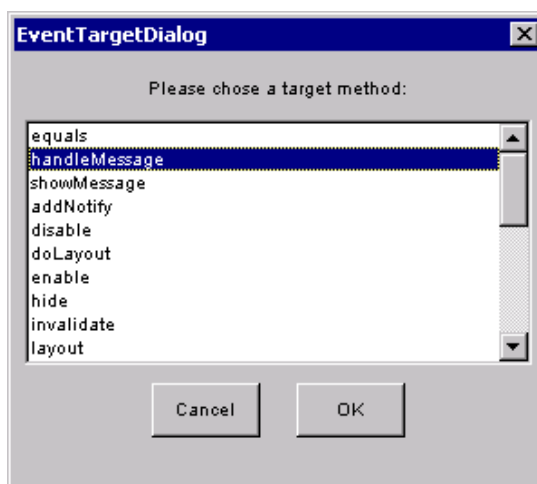 EventTargetDialog
Please chose a target method:
equals
handleMessage
showMessage
addNotify
disable
doLayout
enable
hide
invalidate
layout
Cancel OK